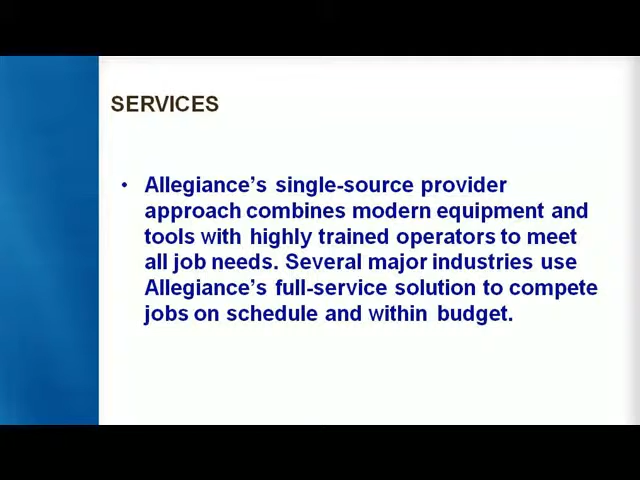 SERVICES
• Allegiance's single-source provider
approach combines modern equipment and
tools with highly trained operators to meet
all job needs. Several major industries use
Allegiance's full-service solution to compete
jobs on schedule and within budget.